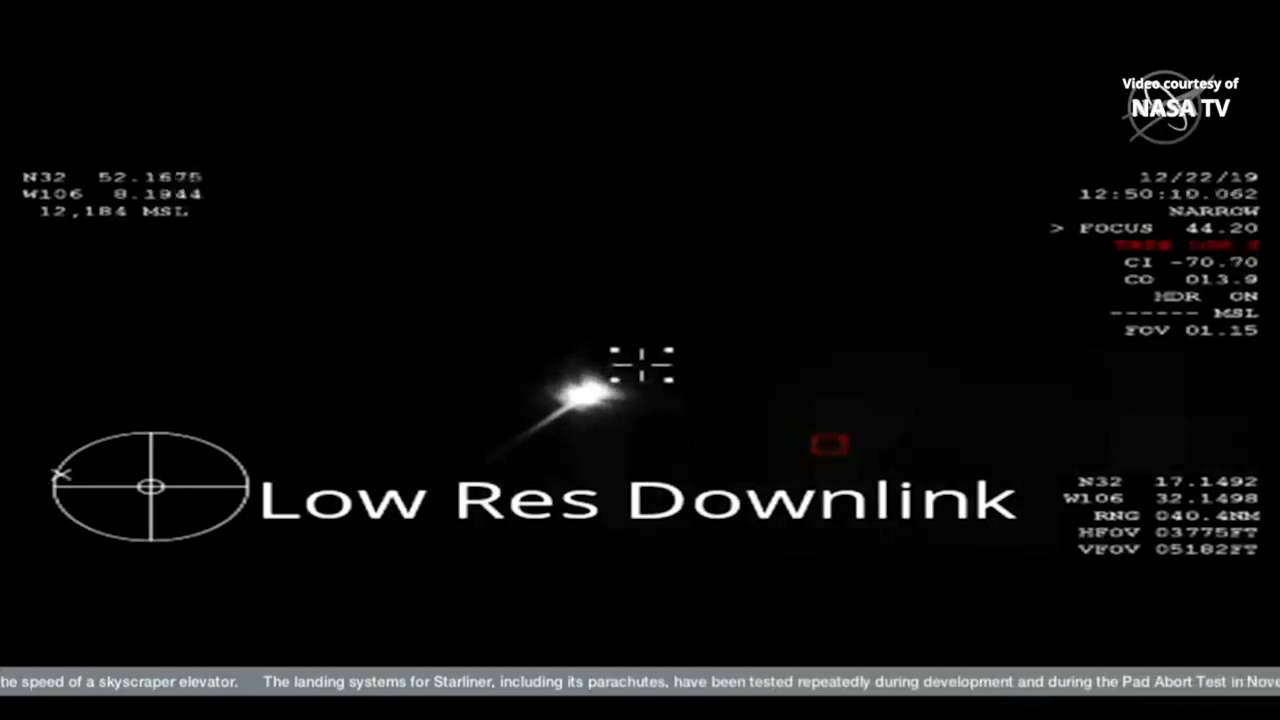 Video courtesy of
NASA TV
N32 52.1675
W106 8.1944
12,184 MSL
12/22/19
12:50:10.062
NARROW
> FOCUS 44.20
CI -70.70
CO 013.9
HDR ON
------ MSL
FOV 01.15
Low Res Downlink
N32 17.1492
W106 32.1498
RNG 040.4NM
HFOV 03775FT
VFOV 05182FT
he speed of a skyscraper elevator. The landing systems for Starliner, including its parachutes, have been tested repeatedly during development and during the Pad Abort Test in Nove